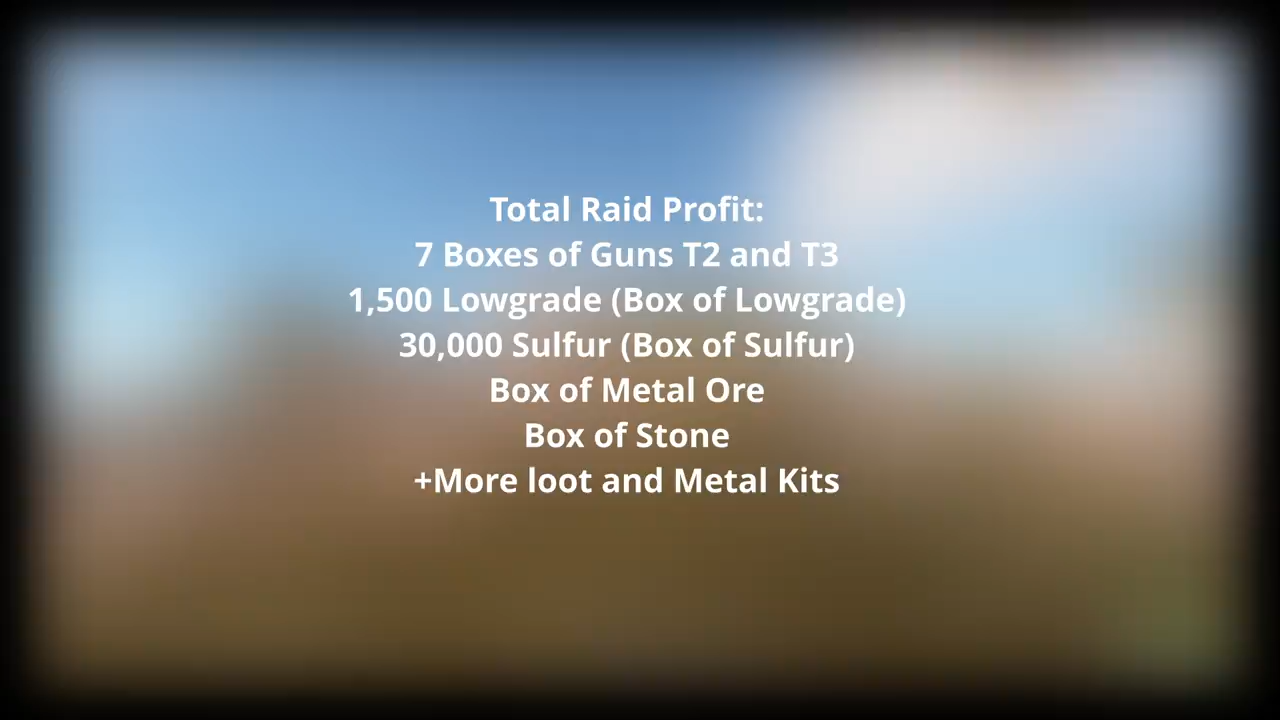 Total Raid Profit:
7 Boxes of Guns T2 and T3
1,500 Lowgrade (Box of Lowgrade)
30,000 Sulfur (Box of Sulfur)
Box of Metal Ore
Box of Stone
+More loot and Metal Kits